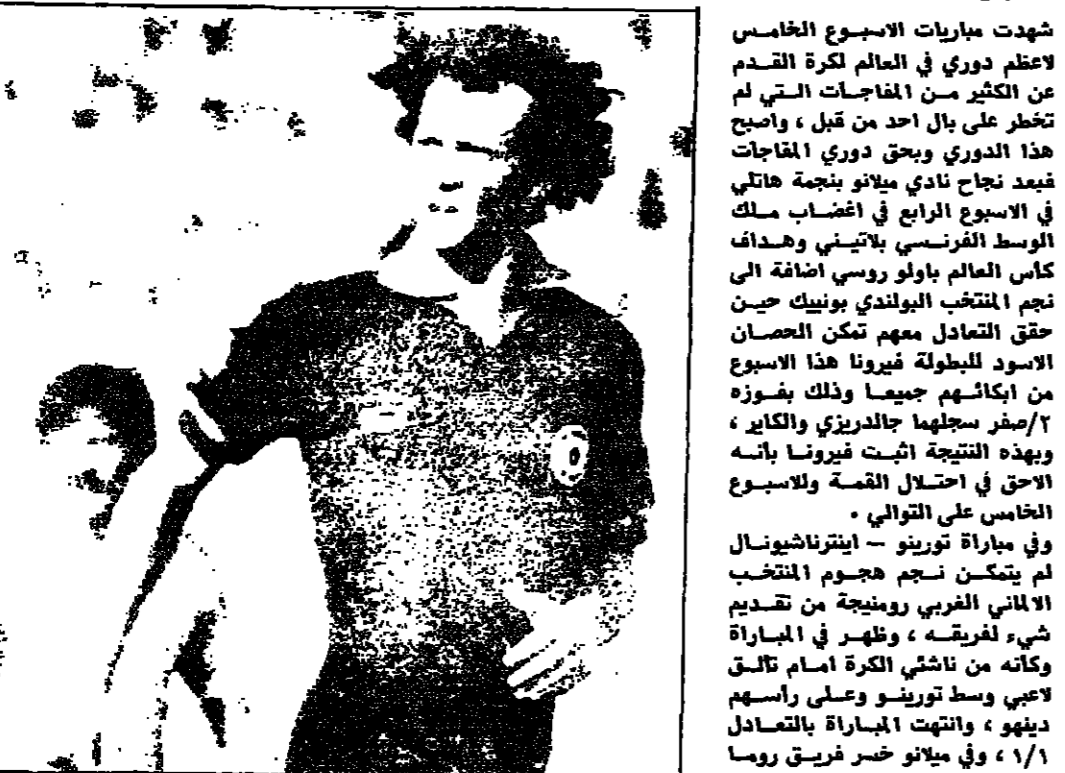 شهدت مباريات الاسبوع الخامس
لاعظم دوري في العالم لكرة القدم
عن الكثير من المفاجآت التي لم
تخطر على بال احد من قبل ، واصبح
هذا الدوري وبحق دوري المفاجآت
فبعد نجاح نادي ميلانو بنجمة هاتلي
في الاسبوع الرابع في اغضاب ملك
الوسط الفرنسي بلاتيني وهداف
كأس العالم باولو روسي اضافة الى
نجم المنتخب البولندي بونييك حين
حقق التعادل معهم تمكن الحصان
الاسود للبطولة فيرونا هذا الاسبوع
من ابكائهم جميعا وذلك بفوزه
٢/صفر سجلهما جالدريزي والكاير ،
وبهذه النتيجة اثبت فيرونا بأنه
الاحق في احتلال القمة وللاسبوع
الخامس على التوالي .
وفي مباراة تورينو — اينترناشيونال
لم يتمكن نجم هجوم المنتخب
الالماني الغربي رومنيجة من تقديم
شيء لفريقه ، وظهر في المباراة
وكأنه من ناشئي الكرة امام تألق
لاعبي وسط تورينو وعلى رأسهم
دينهو ، وانتهت المباراة بالتعادل
١/١ ، وفي ميلانو خسر فريق روما